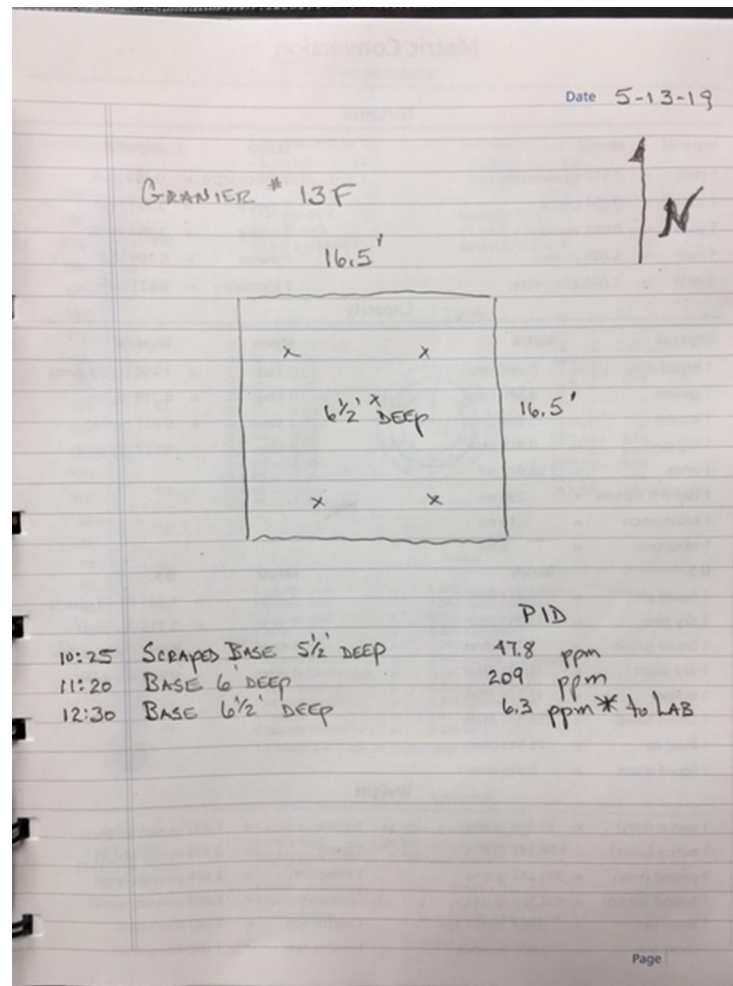 Date 5-13-19
GRANIER # 13F
N
16.5'
x x
6½' x DEEP
16.5'
x x
PID
10:25 SCRAPED BASE 5½' DEEP 47.8 ppm
11:20 BASE 6' DEEP 209 ppm
12:30 BASE 6½' DEEP 6.3 ppm * to LAB
Page